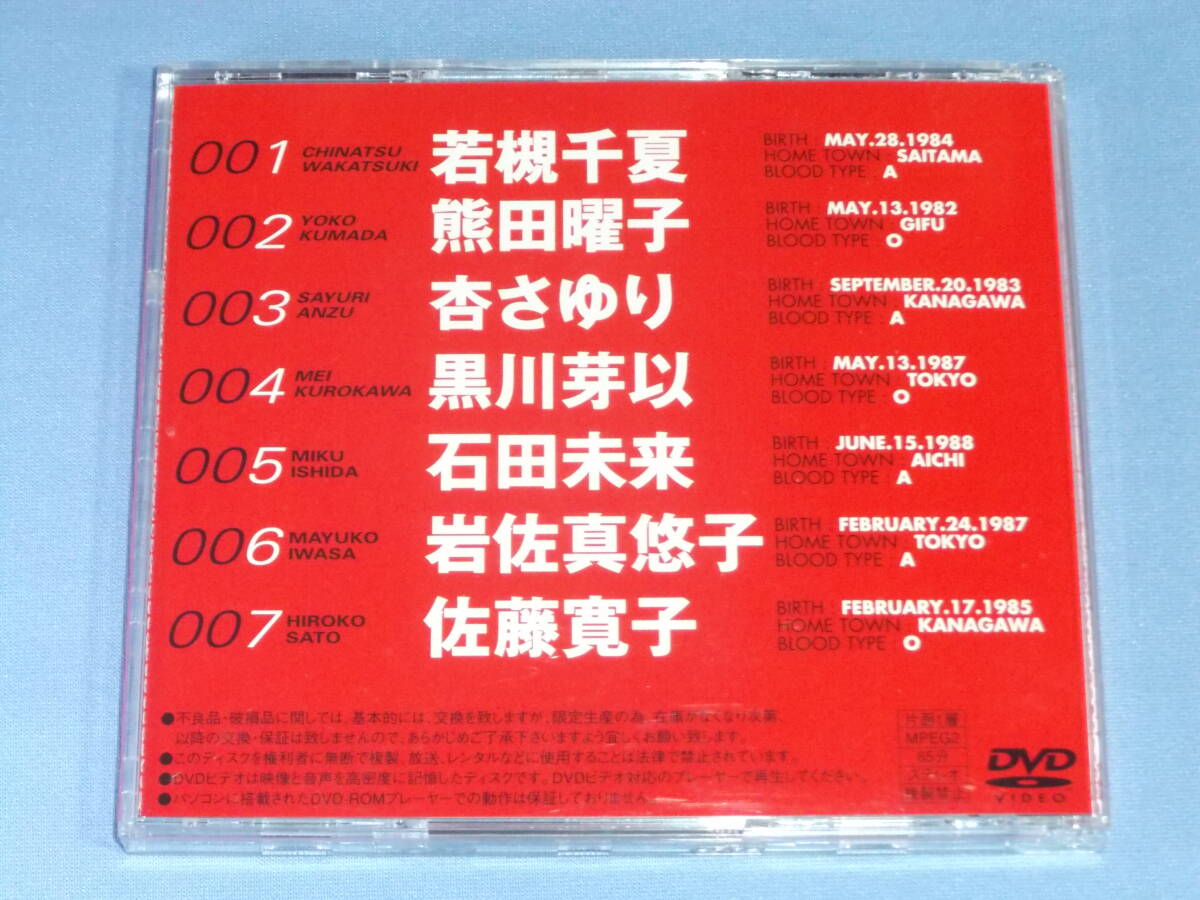 001 CHINATSU WAKATSUKI 若槻千夏
BIRTH : MAY.28.1984
HOME TOWN : SAITAMA
BLOOD TYPE : A
002 YOKO KUMADA 熊田曜子
BIRTH : MAY.13.1982
HOME TOWN : GIFU
BLOOD TYPE : O
003 SAYURI ANZU 杏さゆり
BIRTH : SEPTEMBER.20.1983
HOME TOWN : KANAGAWA
BLOOD TYPE : A
004 MEI KUROKAWA 黒川芽以
BIRTH : MAY.13.1987
HOME TOWN : TOKYO
BLOOD TYPE : O
005 MIKU ISHIDA 石田未来
BIRTH : JUNE.15.1988
HOME TOWN : AICHI
BLOOD TYPE : A
006 MAYUKO IWASA 岩佐真悠子
BIRTH : FEBRUARY.24.1987
HOME TOWN : TOKYO
BLOOD TYPE : A
007 HIROKO SATO 佐藤寛子
BIRTH : FEBRUARY.17.1985
HOME TOWN : KANAGAWA
BLOOD TYPE : O
●不良品・破損品に関しては、基本的には、交換を致しますが、限定生産の為、在庫がなくなり次第、
以降の交換・保証は致しませんので、あらかじめご了承下さいますよう宜しくお願い致します。
●このディスクを権利者に無断で複製、放送、レンタルなどに使用することは法律で禁止されています。
●DVDビデオは映像と音声を高密度に記憶したディスクです。DVDビデオ対応のプレーヤーで再生してください。
●パソコンに搭載されたDVD-ROMプレーヤーでの動作は保証しておりません。
片面1層
MPEG2
65分
ステレオ
複製禁止
DVD
VIDEO